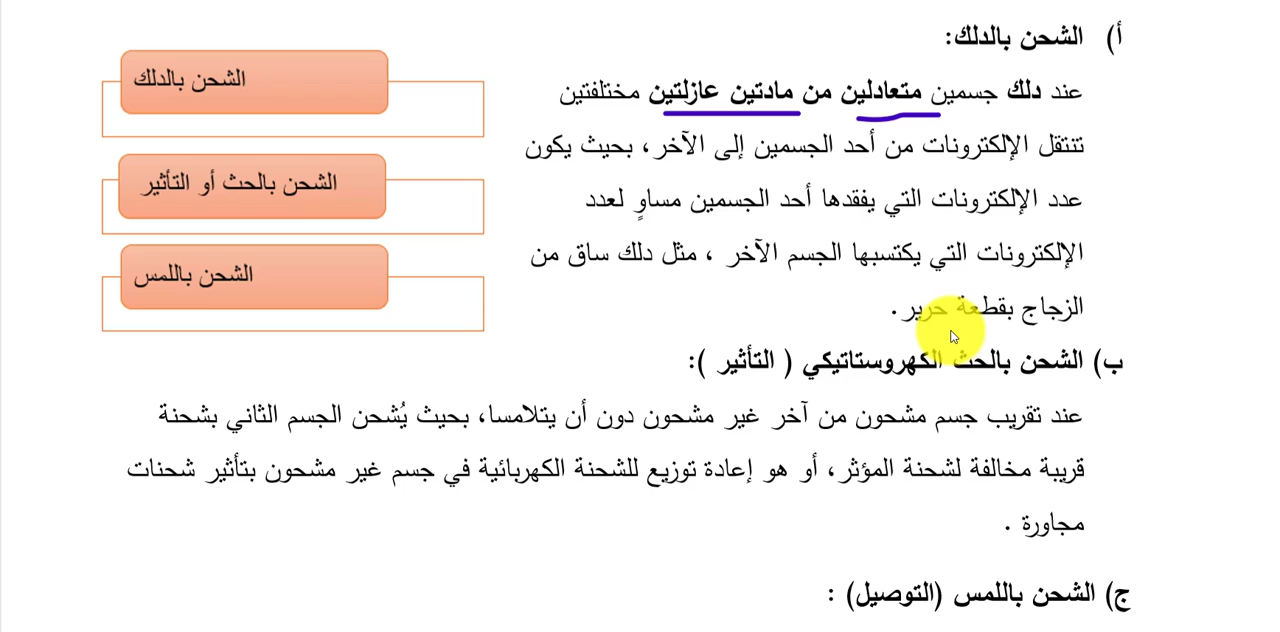 أ) الشحن بالدلك:
عند دلك جسمين متعادلين من مادتين عازلتين مختلفتين
تنتقل الإلكترونات من أحد الجسمين إلى الآخر، بحيث يكون
عدد الإلكترونات التي يفقدها أحد الجسمين مساوٍ لعدد
الإلكترونات التي يكتسبها الجسم الآخر ، مثل دلك ساق من
الزجاج بقطعة حرير .
الشحن بالدلك
الشحن بالحث أو التأثير
الشحن باللمس
ب) الشحن بالحث الكهروستاتيكي ( التأثير ):
عند تقريب جسم مشحون من آخر غير مشحون دون أن يتلامسا، بحيث يُشحن الجسم الثاني بشحنة
قريبة مخالفة لشحنة المؤثر، أو هو إعادة توزيع للشحنة الكهربائية في جسم غير مشحون بتأثير شحنات
مجاورة .
ج) الشحن باللمس (التوصيل) :